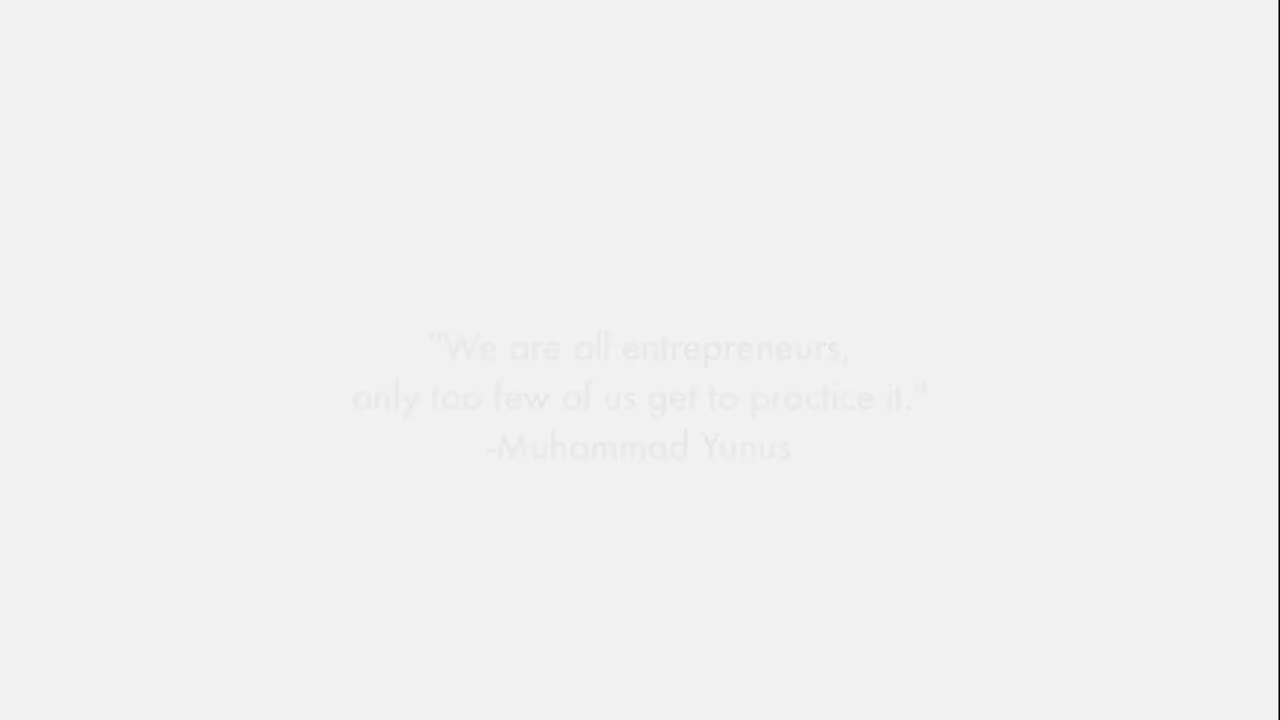 "We are all entrepreneurs,
only too few of us get to practice it."
-Muhammad Yunus